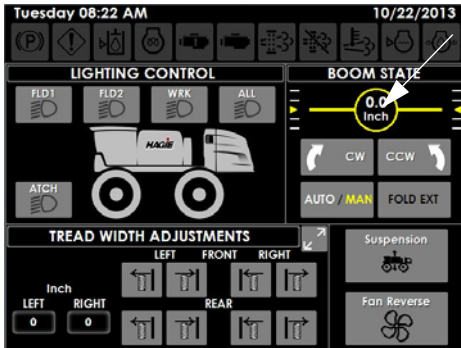 Tuesday 08:22 AM 10/22/2013
LIGHTING CONTROL
FLD1 FLD2 WRK ALL
HAGIE
ATCH
BOOM STATE
0.0
Inch
CW CCW
AUTO / MAN FOLD EXT
TREAD WIDTH ADJUSTMENTS
LEFT FRONT RIGHT
Inch
LEFT RIGHT
REAR
0 0
Suspension
Fan Reverse